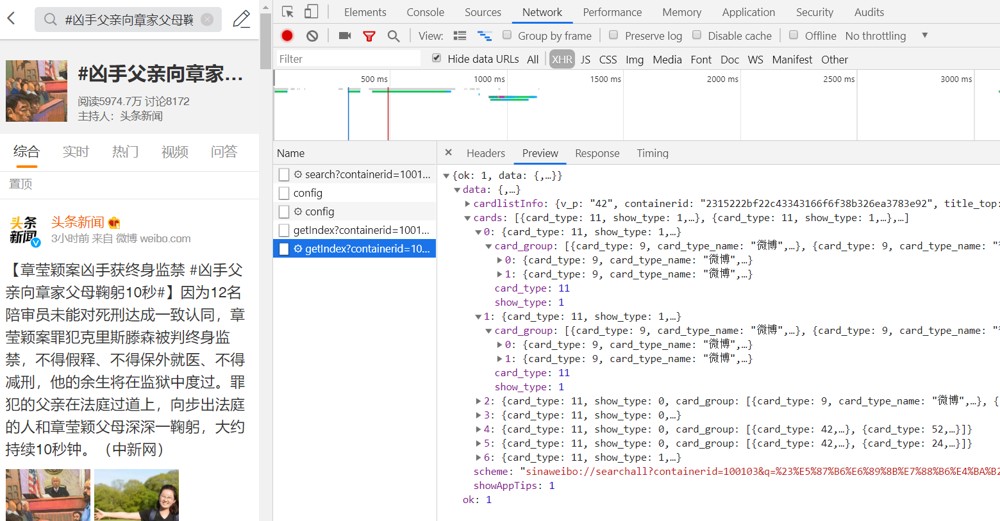 #凶手父亲向章家父母鞠
#凶手父亲向章家...
阅读5974.7万 讨论8172
主持人：头条新闻
综合 实时 热门 视频 问答
置顶
头条
新闻
头条新闻
3小时前 来自 微博 weibo.com
【章莹颖案凶手获终身监禁 #凶手父
亲向章家父母鞠躬10秒#】因为12名
陪审员未能对死刑达成一致认同，章
莹颖案罪犯克里斯滕森被判终身监
禁，不得假释、不得保外就医、不得
减刑，他的余生将在监狱中度过。罪
犯的父亲在法庭过道上，向步出法庭
的人和章莹颖父母深深一鞠躬，大约
持续10秒钟。（中新网）
Elements Console Sources Network Performance Memory Application Security Audits
View: Group by frame Preserve log Disable cache Offline No throttling
Filter Hide data URLs All XHR JS CSS Img Media Font Doc WS Manifest Other
500 ms 1000 ms 1500 ms 2000 ms 2500 ms 3000 ms
Name
search?containerid=1001...
config
config
getIndex?containerid=1001...
getIndex?containerid=10...
× Headers Preview Response Timing
▼{ok: 1, data: {,…}}
▼data: {,…}
▶cardlistInfo: {v_p: "42", containerid: "2315222bf22c43343166f6f38b326ea3783e92", title_top:
▼cards: [{card_type: 11, show_type: 1,…}, {card_type: 11, show_type: 1,…},…]
▼0: {card_type: 11, show_type: 1,…}
▼card_group: [{card_type: 9, card_type_name: "微博",…}, {card_type: 9, card_type_name: "
▶0: {card_type: 9, card_type_name: "微博",…}
▶1: {card_type: 9, card_type_name: "微博",…}
card_type: 11
show_type: 1
▼1: {card_type: 11, show_type: 1,…}
▼card_group: [{card_type: 9, card_type_name: "微博",…}, {card_type: 9, card_type_name: "
▶0: {card_type: 9, card_type_name: "微博",…}
▶1: {card_type: 9, card_type_name: "微博",…}
card_type: 11
show_type: 1
▶2: {card_type: 11, show_type: 0, card_group: [{card_type: 9, card_type_name: "微博",…}, {
▶3: {card_type: 11, show_type: 0,…}
▶4: {card_type: 11, show_type: 0, card_group: [{card_type: 42,…}, {card_type: 52,…}]}
▶5: {card_type: 11, show_type: 0, card_group: [{card_type: 42,…}, {card_type: 24,…}]}
▶6: {card_type: 11, show_type: 1,…}
scheme: "sinaweibo://searchall?containerid=100103&q=%23%E5%87%B6%E6%89%8B%E7%88%B6%E4%BA%B2
showAppTips: 1
ok: 1